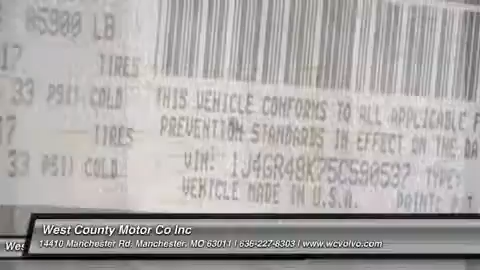 05900 LB
17 TIRES
33 PSI) COLD THIS VEHICLE CONFORMS TO ALL APPLICABLE F
PREVENTION STANDARDS IN EFFECT ON THE DA
17 TIRES
33 PSI) COLD VIN: 1J4GR48K75C590597 TYPE:
VEHICLE MADE IN U.S.A.
West County Motor Co Inc
14410 Manchester Rd, Manchester, MO 63011 | 636-227-8303 | www.wcvolvo.com